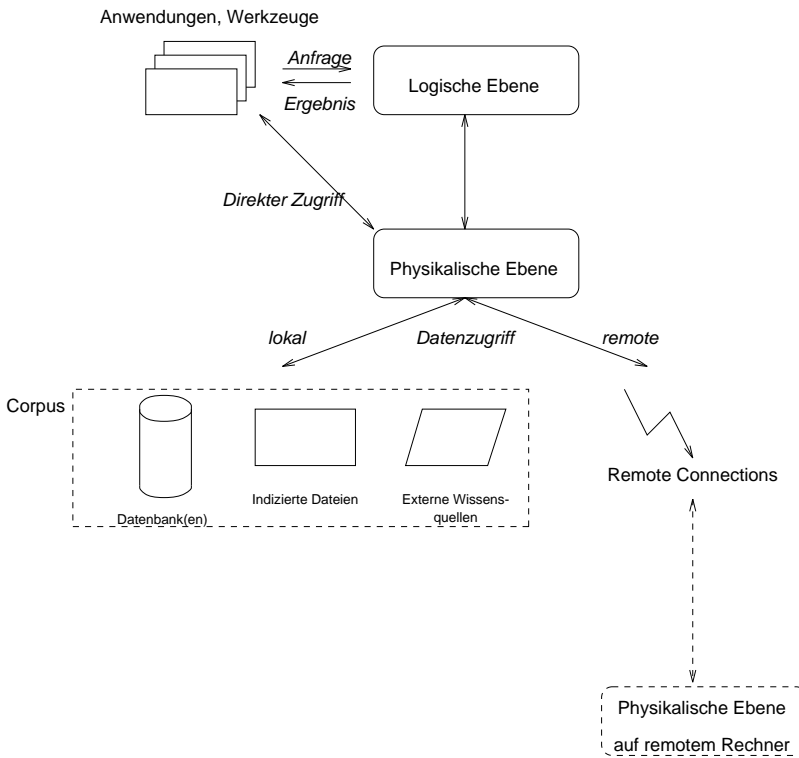 Anwendungen, Werkzeuge
Anfrage
Ergebnis
Logische Ebene
Direkter Zugriff
Physikalische Ebene
lokal
Datenzugriff
remote
Corpus
Datenbank(en)
Indizierte Dateien
Externe Wissens-
quellen
Remote Connections
Physikalische Ebene
auf remotem Rechner